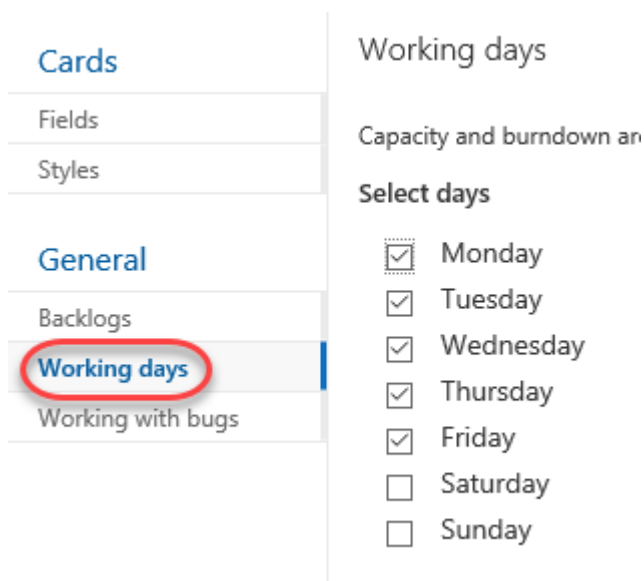 Cards
Fields
Styles
General
Backlogs
Working days
Working with bugs
Working days
Capacity and burndown are
Select days
Monday
Tuesday
Wednesday
Thursday
Friday
Saturday
Sunday